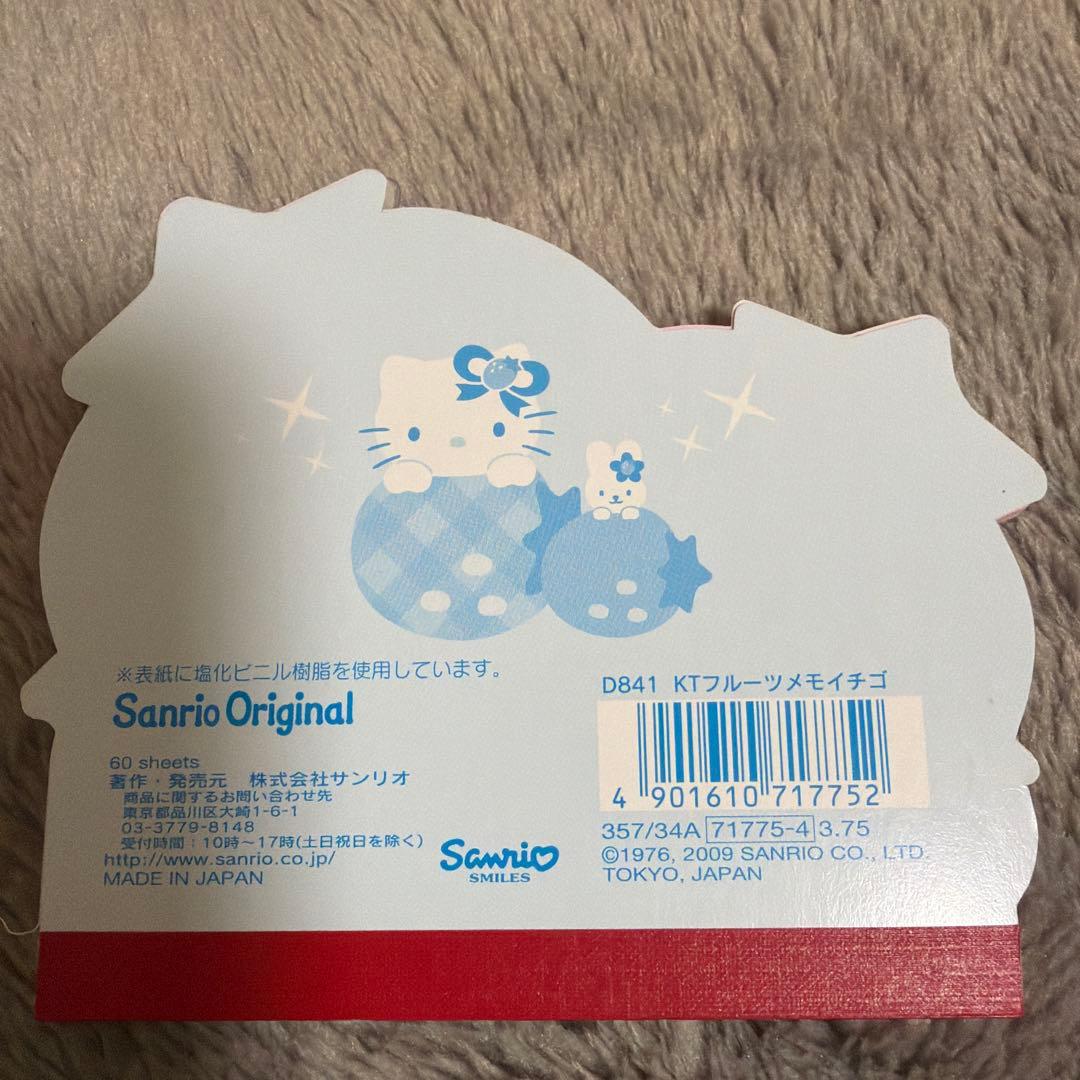 ※表紙に塩化ビニル樹脂を使用しています。
Sanrio Original
60 sheets
著作・発売元 株式会社サンリオ
商品に関するお問い合わせ先
東京都品川区大崎1-6-1
03-3779-8148
受付時間：10時～17時(土日祝日を除く)
http://www.sanrio.co.jp/
MADE IN JAPAN
Sanrio
SMILES
D841 KTフルーツメモイチゴ
4 901610 717752
357/34A 71775-4 3.75
©1976, 2009 SANRIO CO., LTD.
TOKYO, JAPAN